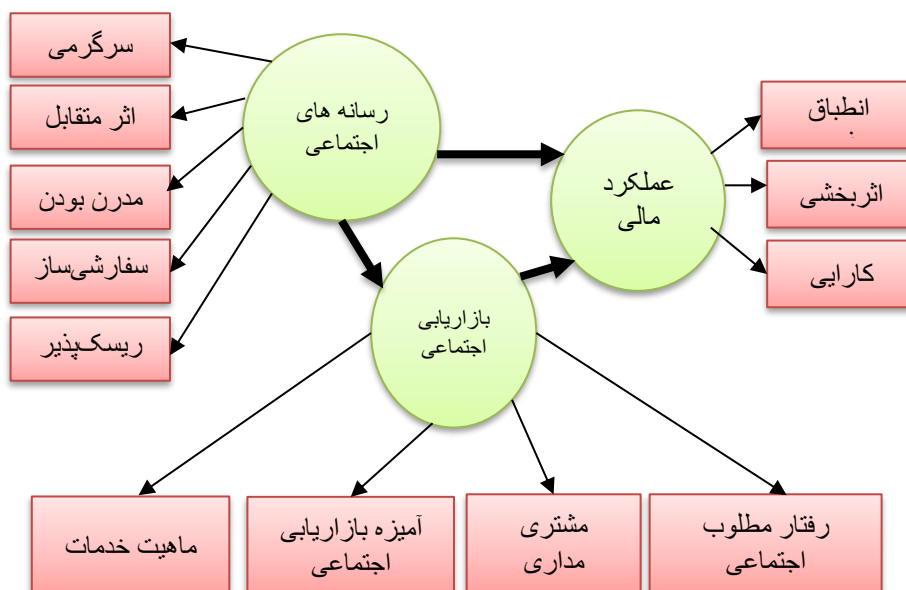 سرگرمی
اثر متقابل
مدرن بودن
سفارشی‌ساز
ریسک‌پذیر
رسانه های
اجتماعی
عملکرد
مالی
انطباق
اثربخشی
کارایی
بازاریابی
اجتماعی
رفتار مطلوب
اجتماعی
مشتری
مداری
آمیزه بازاریابی
اجتماعی
ماهیت خدمات